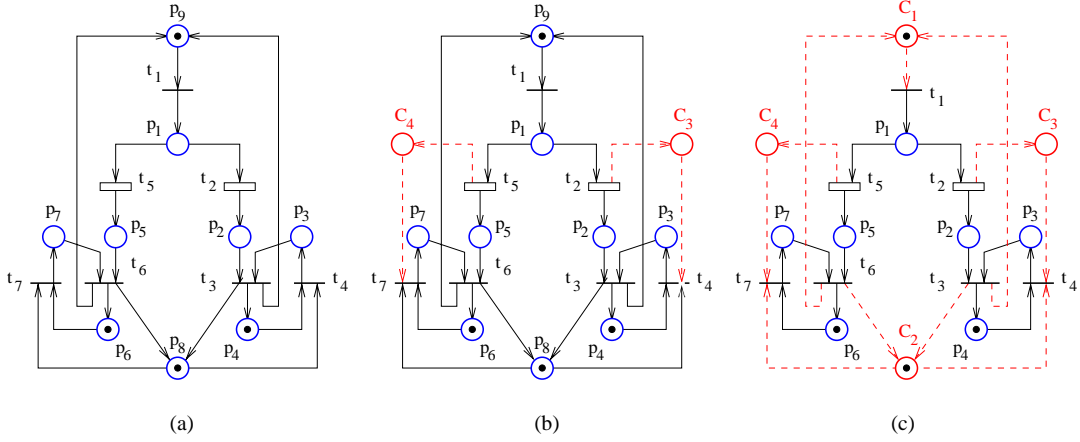 p9 p9 C1
t1 t1 t1
p1 C4 p1 C3 C4 p1 C3
t5 t2 t5 t2 t5 t2
p7 p5 p2 p3 p7 p5 p2 p3 p7 p5 p2 p3
t7 t6 t3 t4 t7 t6 t3 t4 t7 t6 t3 t4
p6 p8 p4 p6 p8 p4 p6 C2 p4
(a) (b) (c)